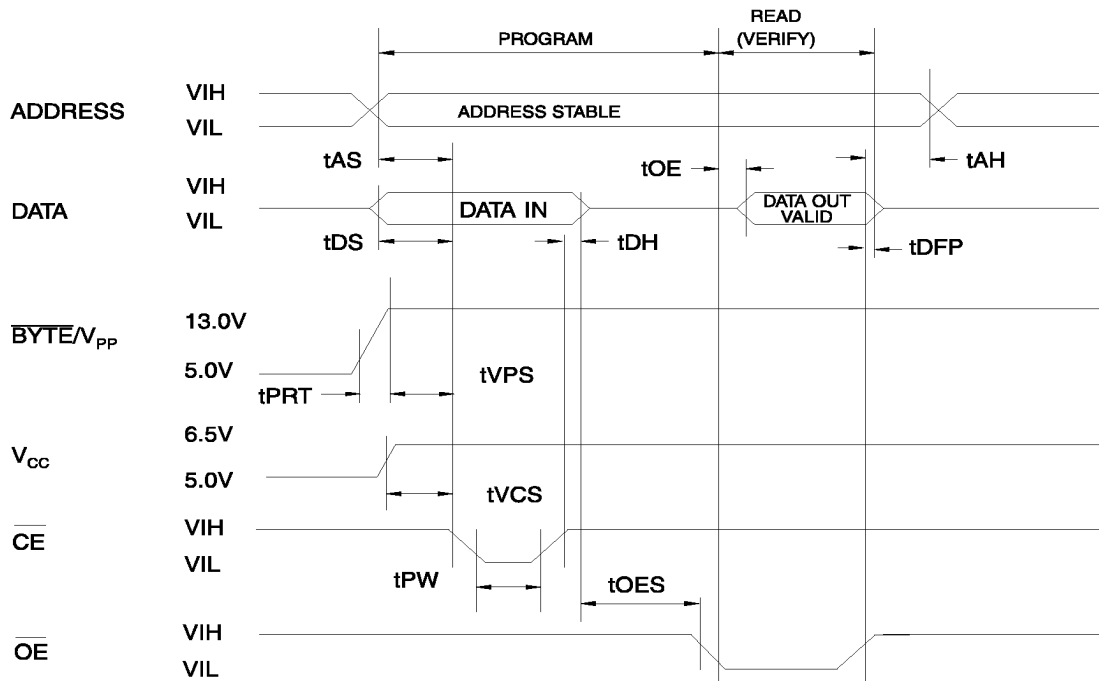 READ
PROGRAM (VERIFY)
ADDRESS VIH
VIL
ADDRESS STABLE
tAS
tOE
tAH
DATA VIH
VIL
DATA IN
DATA OUT
VALID
tDS
tDH
tDFP
BYTE/VPP 13.0V
5.0V
tPRT
tVPS
VCC 6.5V
5.0V
tVCS
CE VIH
VIL
tPW
tOES
OE VIH
VIL